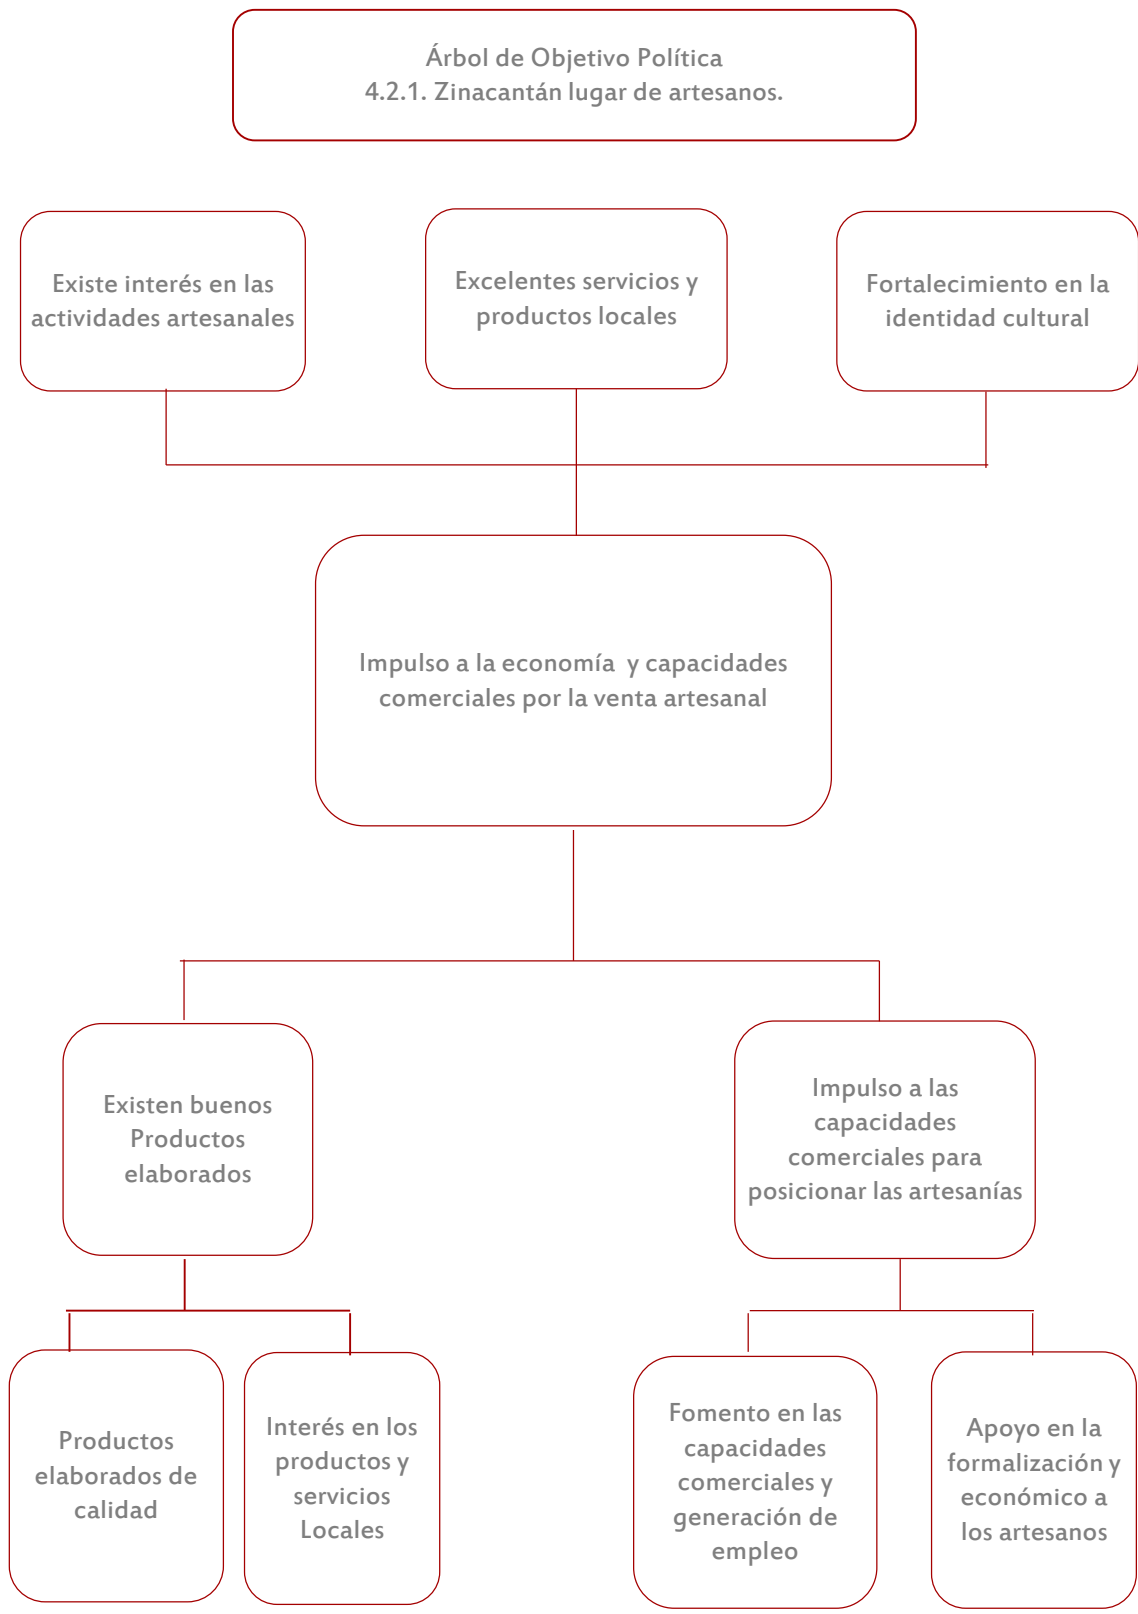 Árbol de Objetivo Política
4.2.1. Zinacantán lugar de artesanos.
Existe interés en las
actividades artesanales
Excelentes servicios y
productos locales
Fortalecimiento en la
identidad cultural
Impulso a la economía  y capacidades
comerciales por la venta artesanal
Existen buenos
Productos
elaborados
Impulso a las
capacidades
comerciales para
posicionar las artesanías
Productos
elaborados de
calidad
Interés en los
productos y
servicios
Locales
Fomento en las
capacidades
comerciales y
generación de
empleo
Apoyo en la
formalización y
económico a
los artesanos